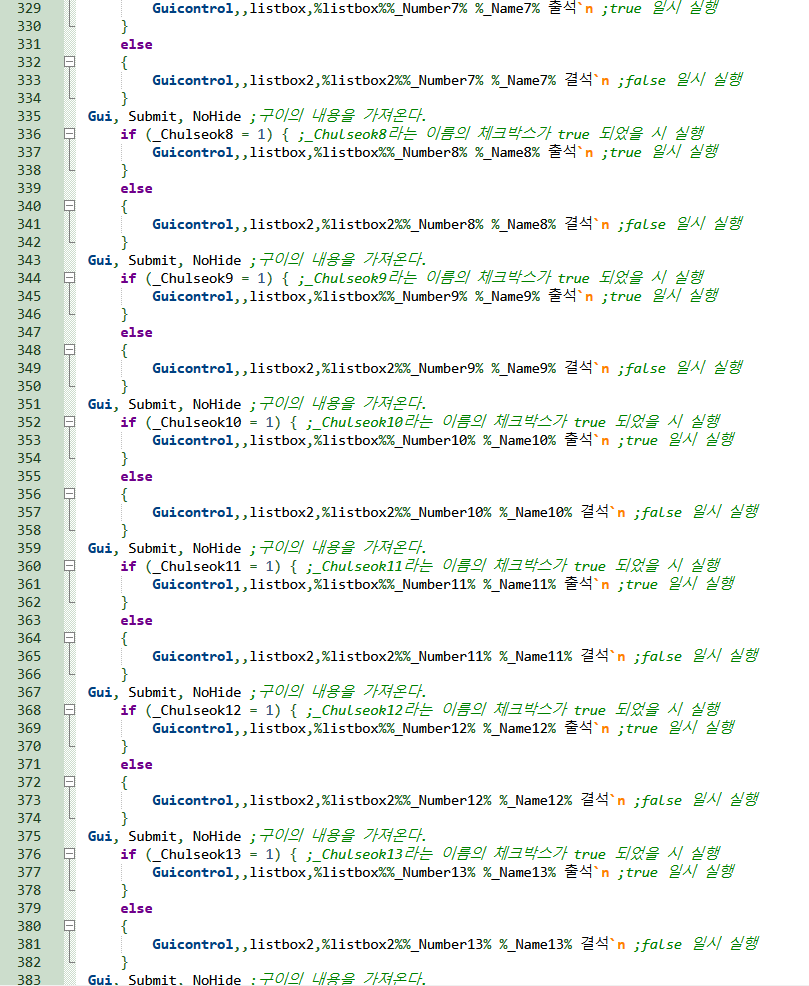 329 Guicontrol,,listbox,%listbox%%_Number7% %_Name7% 출석`n ;true 일시 실행
330 }
331 else
332 {
333 Guicontrol,,listbox2,%listbox2%%_Number7% %_Name7% 결석`n ;false 일시 실행
334 }
335 Gui, Submit, NoHide ;구이의 내용을 가져온다.
336 if (_Chulseok8 = 1) { ;_Chulseok8라는 이름의 체크박스가 true 되었을 시 실행
337 Guicontrol,,listbox,%listbox%%_Number8% %_Name8% 출석`n ;true 일시 실행
338 }
339 else
340 {
341 Guicontrol,,listbox2,%listbox2%%_Number8% %_Name8% 결석`n ;false 일시 실행
342 }
343 Gui, Submit, NoHide ;구이의 내용을 가져온다.
344 if (_Chulseok9 = 1) { ;_Chulseok9라는 이름의 체크박스가 true 되었을 시 실행
345 Guicontrol,,listbox,%listbox%%_Number9% %_Name9% 출석`n ;true 일시 실행
346 }
347 else
348 {
349 Guicontrol,,listbox2,%listbox2%%_Number9% %_Name9% 결석`n ;false 일시 실행
350 }
351 Gui, Submit, NoHide ;구이의 내용을 가져온다.
352 if (_Chulseok10 = 1) { ;_Chulseok10라는 이름의 체크박스가 true 되었을 시 실행
353 Guicontrol,,listbox,%listbox%%_Number10% %_Name10% 출석`n ;true 일시 실행
354 }
355 else
356 {
357 Guicontrol,,listbox2,%listbox2%%_Number10% %_Name10% 결석`n ;false 일시 실행
358 }
359 Gui, Submit, NoHide ;구이의 내용을 가져온다.
360 if (_Chulseok11 = 1) { ;_Chulseok11라는 이름의 체크박스가 true 되었을 시 실행
361 Guicontrol,,listbox,%listbox%%_Number11% %_Name11% 출석`n ;true 일시 실행
362 }
363 else
364 {
365 Guicontrol,,listbox2,%listbox2%%_Number11% %_Name11% 결석`n ;false 일시 실행
366 }
367 Gui, Submit, NoHide ;구이의 내용을 가져온다.
368 if (_Chulseok12 = 1) { ;_Chulseok12라는 이름의 체크박스가 true 되었을 시 실행
369 Guicontrol,,listbox,%listbox%%_Number12% %_Name12% 출석`n ;true 일시 실행
370 }
371 else
372 {
373 Guicontrol,,listbox2,%listbox2%%_Number12% %_Name12% 결석`n ;false 일시 실행
374 }
375 Gui, Submit, NoHide ;구이의 내용을 가져온다.
376 if (_Chulseok13 = 1) { ;_Chulseok13라는 이름의 체크박스가 true 되었을 시 실행
377 Guicontrol,,listbox,%listbox%%_Number13% %_Name13% 출석`n ;true 일시 실행
378 }
379 else
380 {
381 Guicontrol,,listbox2,%listbox2%%_Number13% %_Name13% 결석`n ;false 일시 실행
382 }
383 Gui, Submit, NoHide ;구이의 내용을 가져온다.